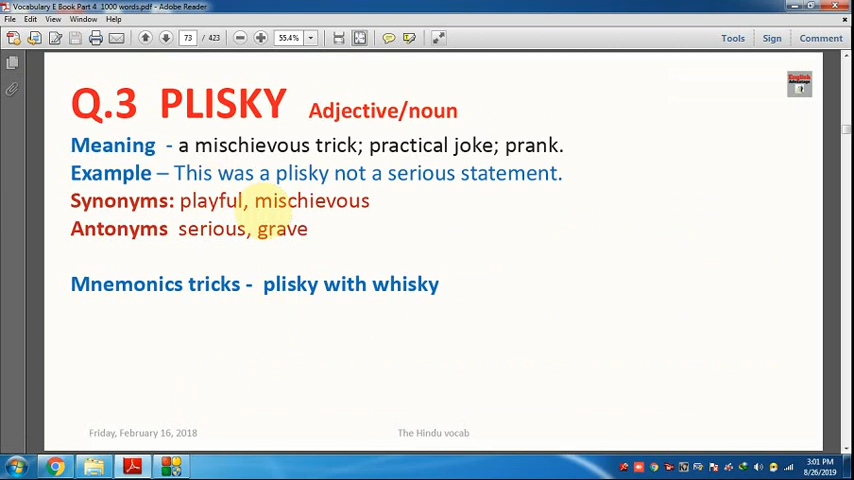 Vocabulary E Book Part 4 1000 words.pdf - Adobe Reader
File Edit View Window Help
73 / 423 55.4% Tools Sign Comment
English
Advantage
Q.3 PLISKY Adjective/noun
Meaning - a mischievous trick; practical joke; prank.
Example – This was a plisky not a serious statement.
Synonyms: playful, mischievous
Antonyms serious, grave
Mnemonics tricks - plisky with whisky
Friday, February 16, 2018 The Hindu vocab
3:01 PM
8/26/2019